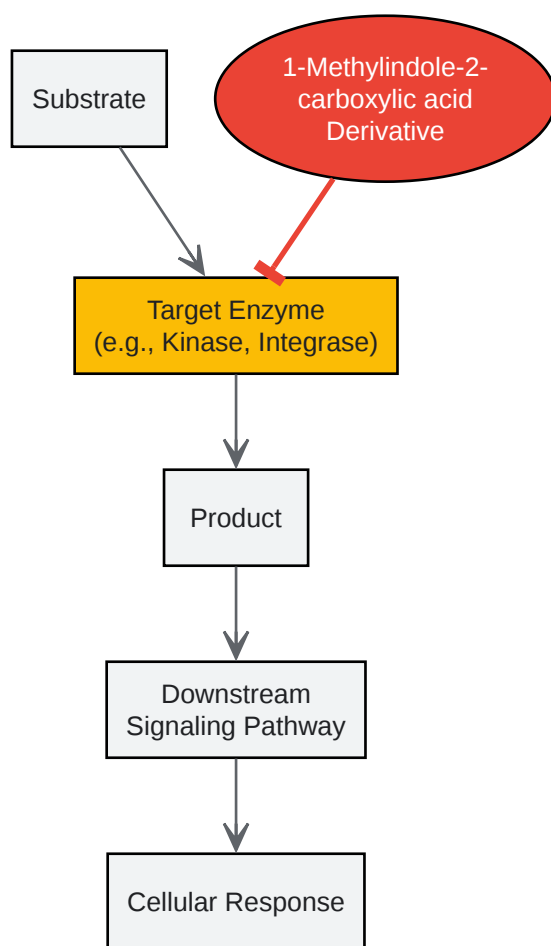 Substrate
1-Methylindole-2-
carboxylic acid
Derivative
Target Enzyme
(e.g., Kinase, Integrase)
Product
Downstream
Signaling Pathway
Cellular Response